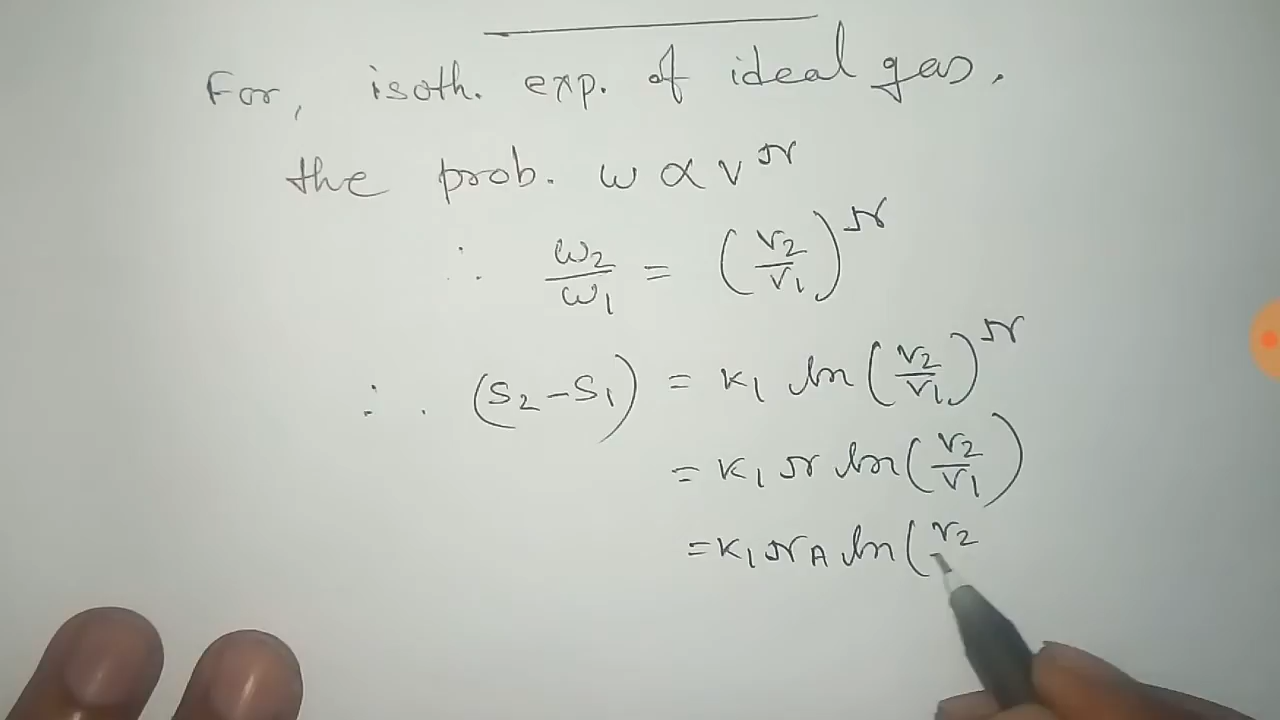 For, isoth. exp. of ideal gas.
the prob. ω ∝ V^N
∴ ω2/ω1 = (V2/V1)^N
∴ (S2-S1) = K1 ln (V2/V1)^N
= K1 N ln (V2/V1)
= K1 NA ln (V2